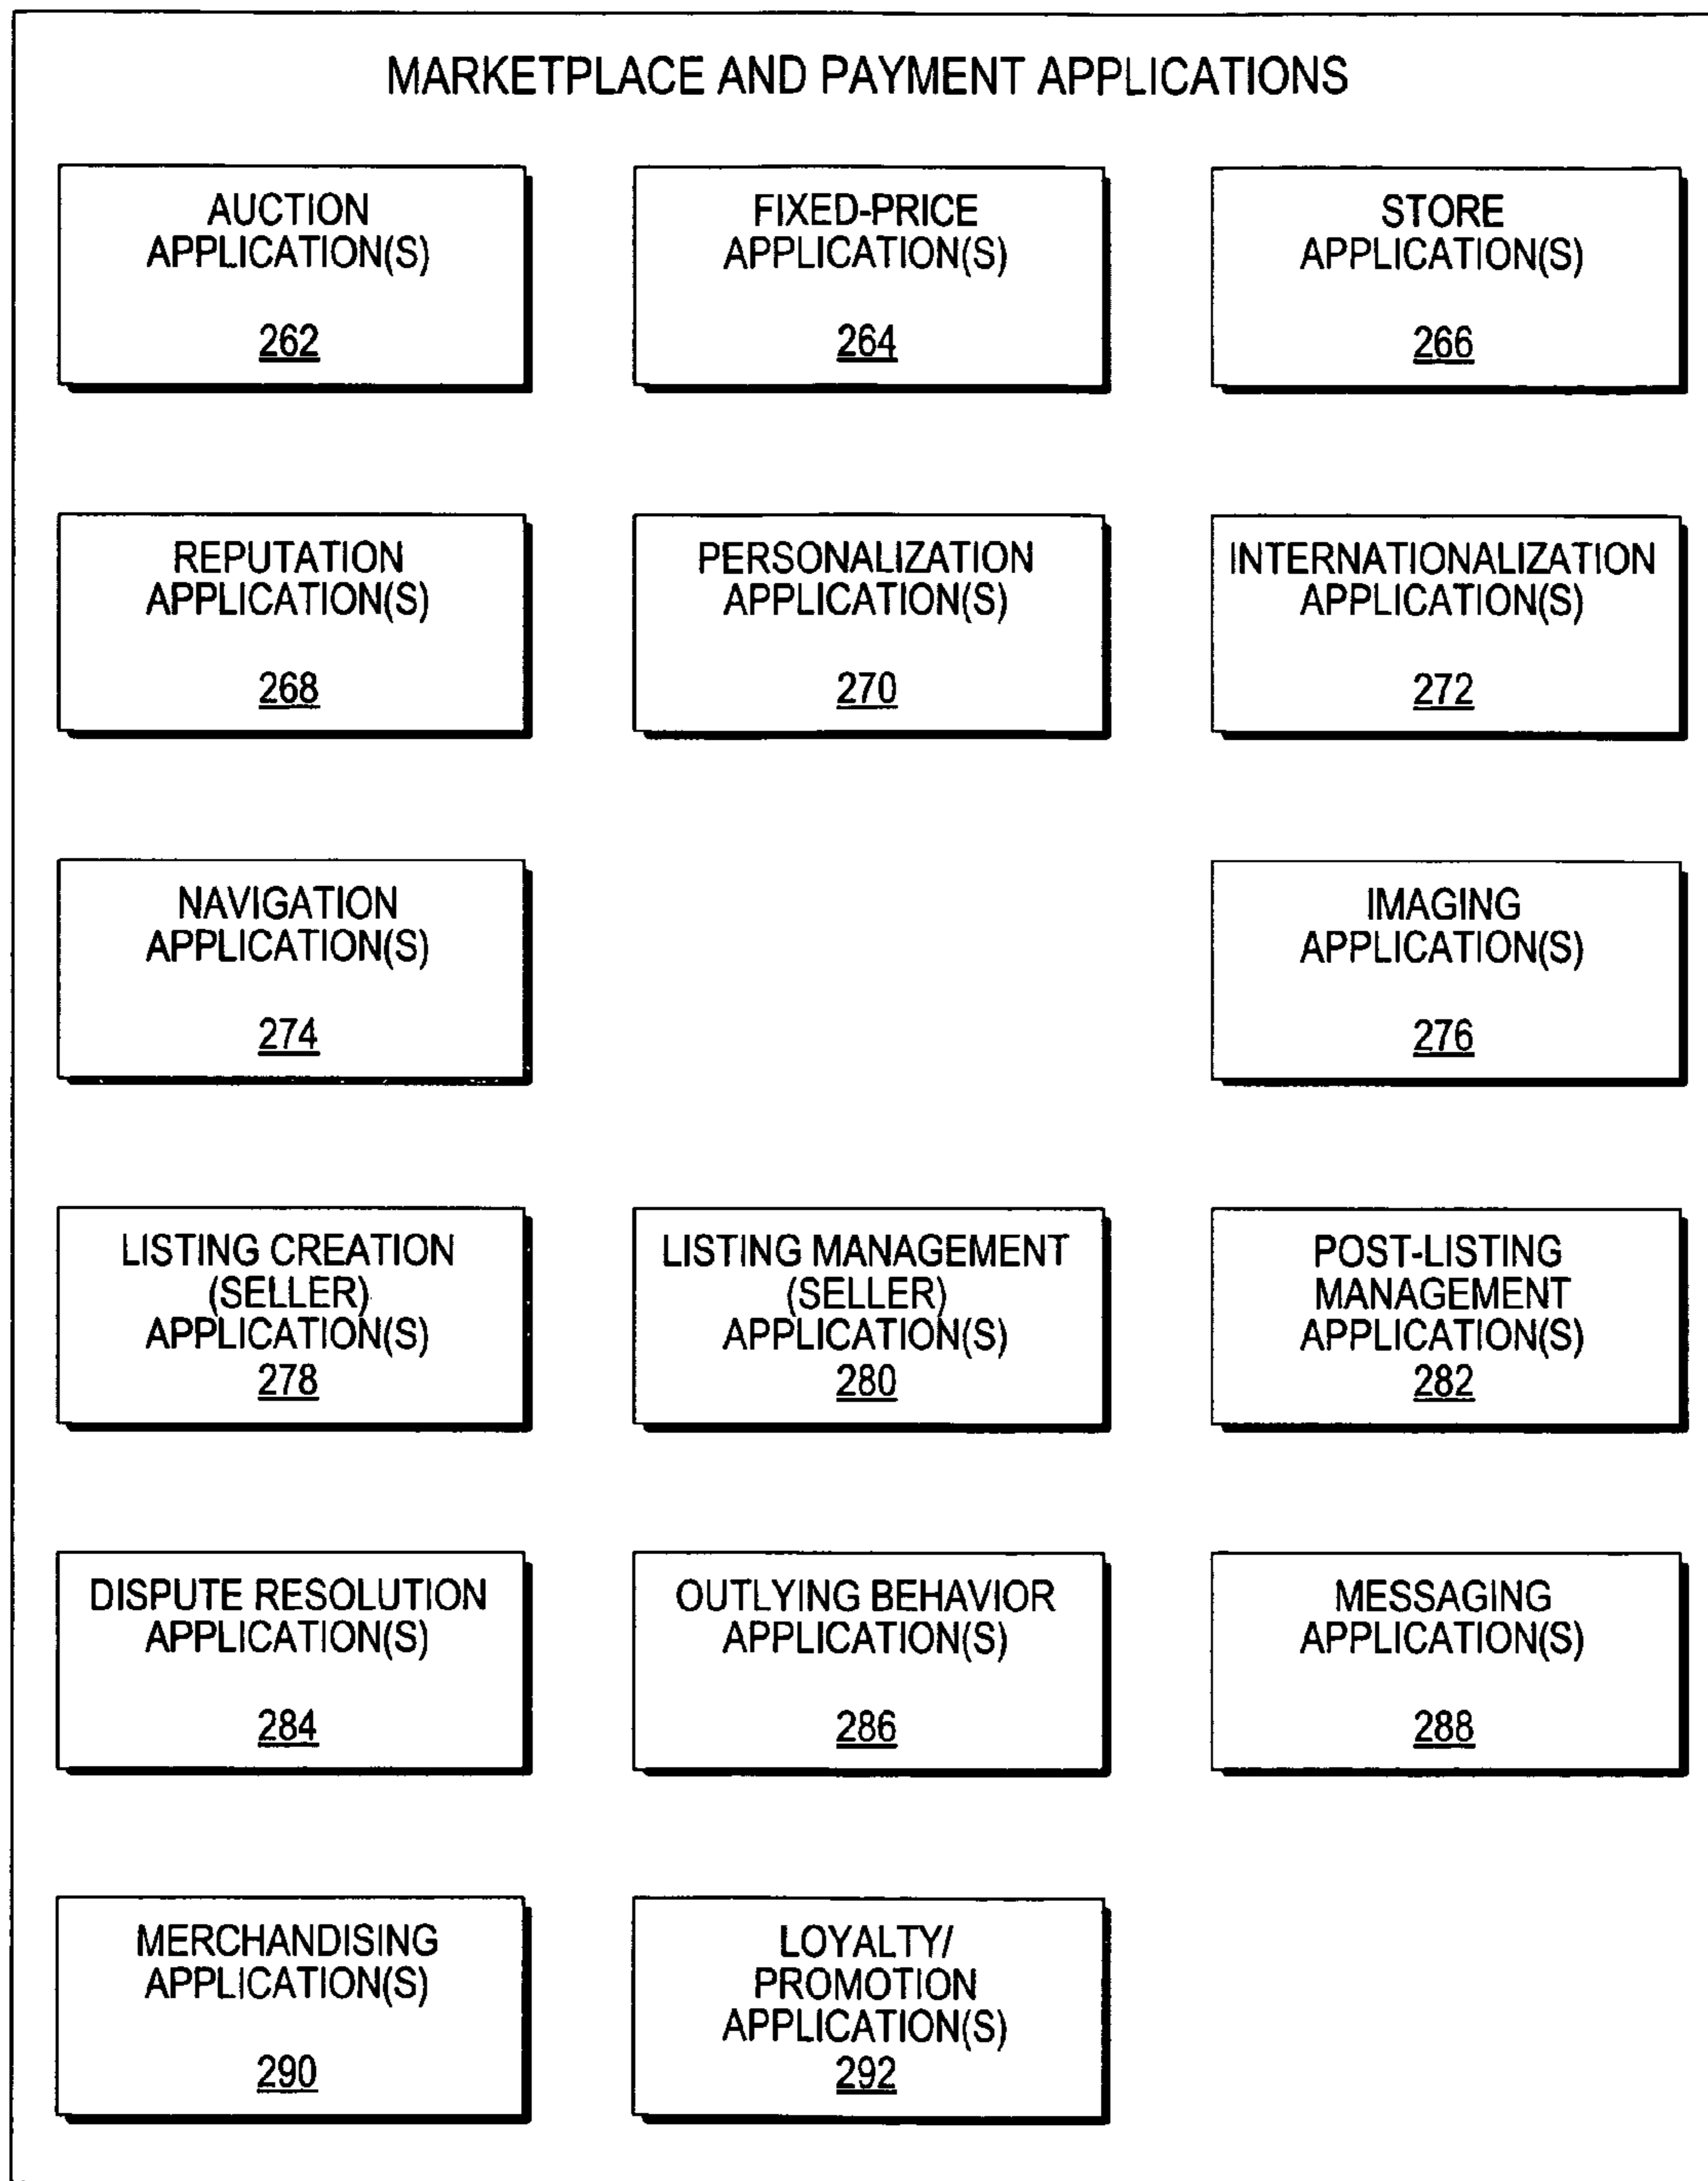 MARKETPLACE AND PAYMENT APPLICATIONS
AUCTION
APPLICATION(S)
262
FIXED-PRICE
APPLICATION(S)
264
STORE
APPLICATION(S)
266
REPUTATION
APPLICATION(S)
268
PERSONALIZATION
APPLICATION(S)
270
INTERNATIONALIZATION
APPLICATION(S)
272
NAVIGATION
APPLICATION(S)
274
IMAGING
APPLICATION(S)
276
LISTING CREATION
(SELLER)
APPLICATION(S)
278
LISTING MANAGEMENT
(SELLER)
APPLICATION(S)
280
POST-LISTING
MANAGEMENT
APPLICATION(S)
282
DISPUTE RESOLUTION
APPLICATION(S)
284
OUTLYING BEHAVIOR
APPLICATION(S)
286
MESSAGING
APPLICATION(S)
288
MERCHANDISING
APPLICATION(S)
290
LOYALTY/
PROMOTION
APPLICATION(S)
292